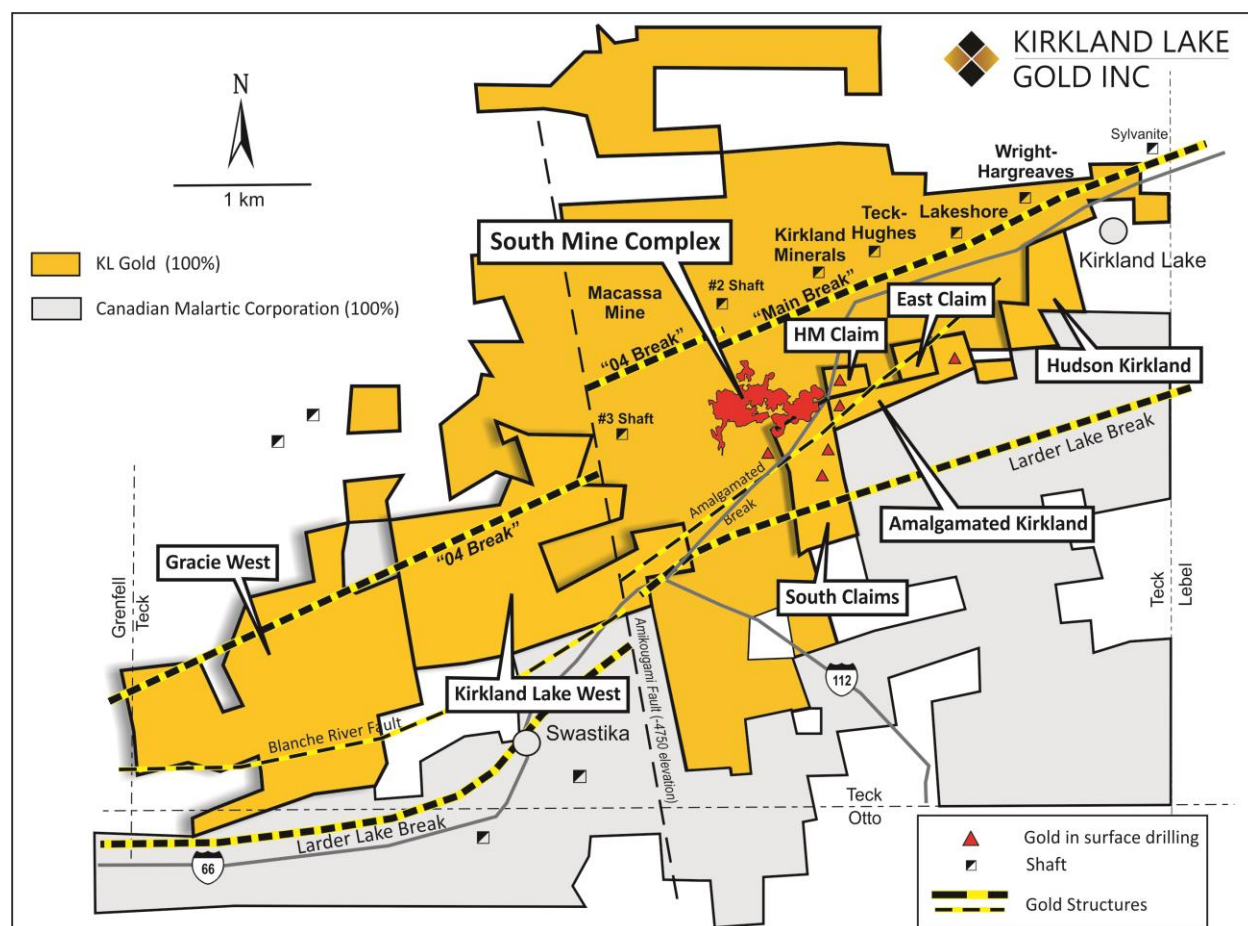 KIRKLAND LAKE
GOLD INC
N
1 km
KL Gold (100%)
Canadian Malartic Corporation (100%)
Sylvanite
Wright-
Hargreaves
Lakeshore
Teck-
Hughes
Kirkland
Minerals
South Mine Complex
Kirkland Lake
#2 Shaft
"Main Break"
East Claim
Macassa
Mine
HM Claim
"04 Break"
Hudson Kirkland
#3 Shaft
Larder Lake Break
Amalgamated
Break
Amalgamated Kirkland
"04 Break"
Gracie West
South Claims
Grenfell
Teck
Teck
Lebel
Amikougami Fault (-4750 elevation)
112
Kirkland Lake West
Blanche River Fault
Swastika
Teck
Otto
Larder Lake Break
66
Gold in surface drilling
Shaft
Gold Structures